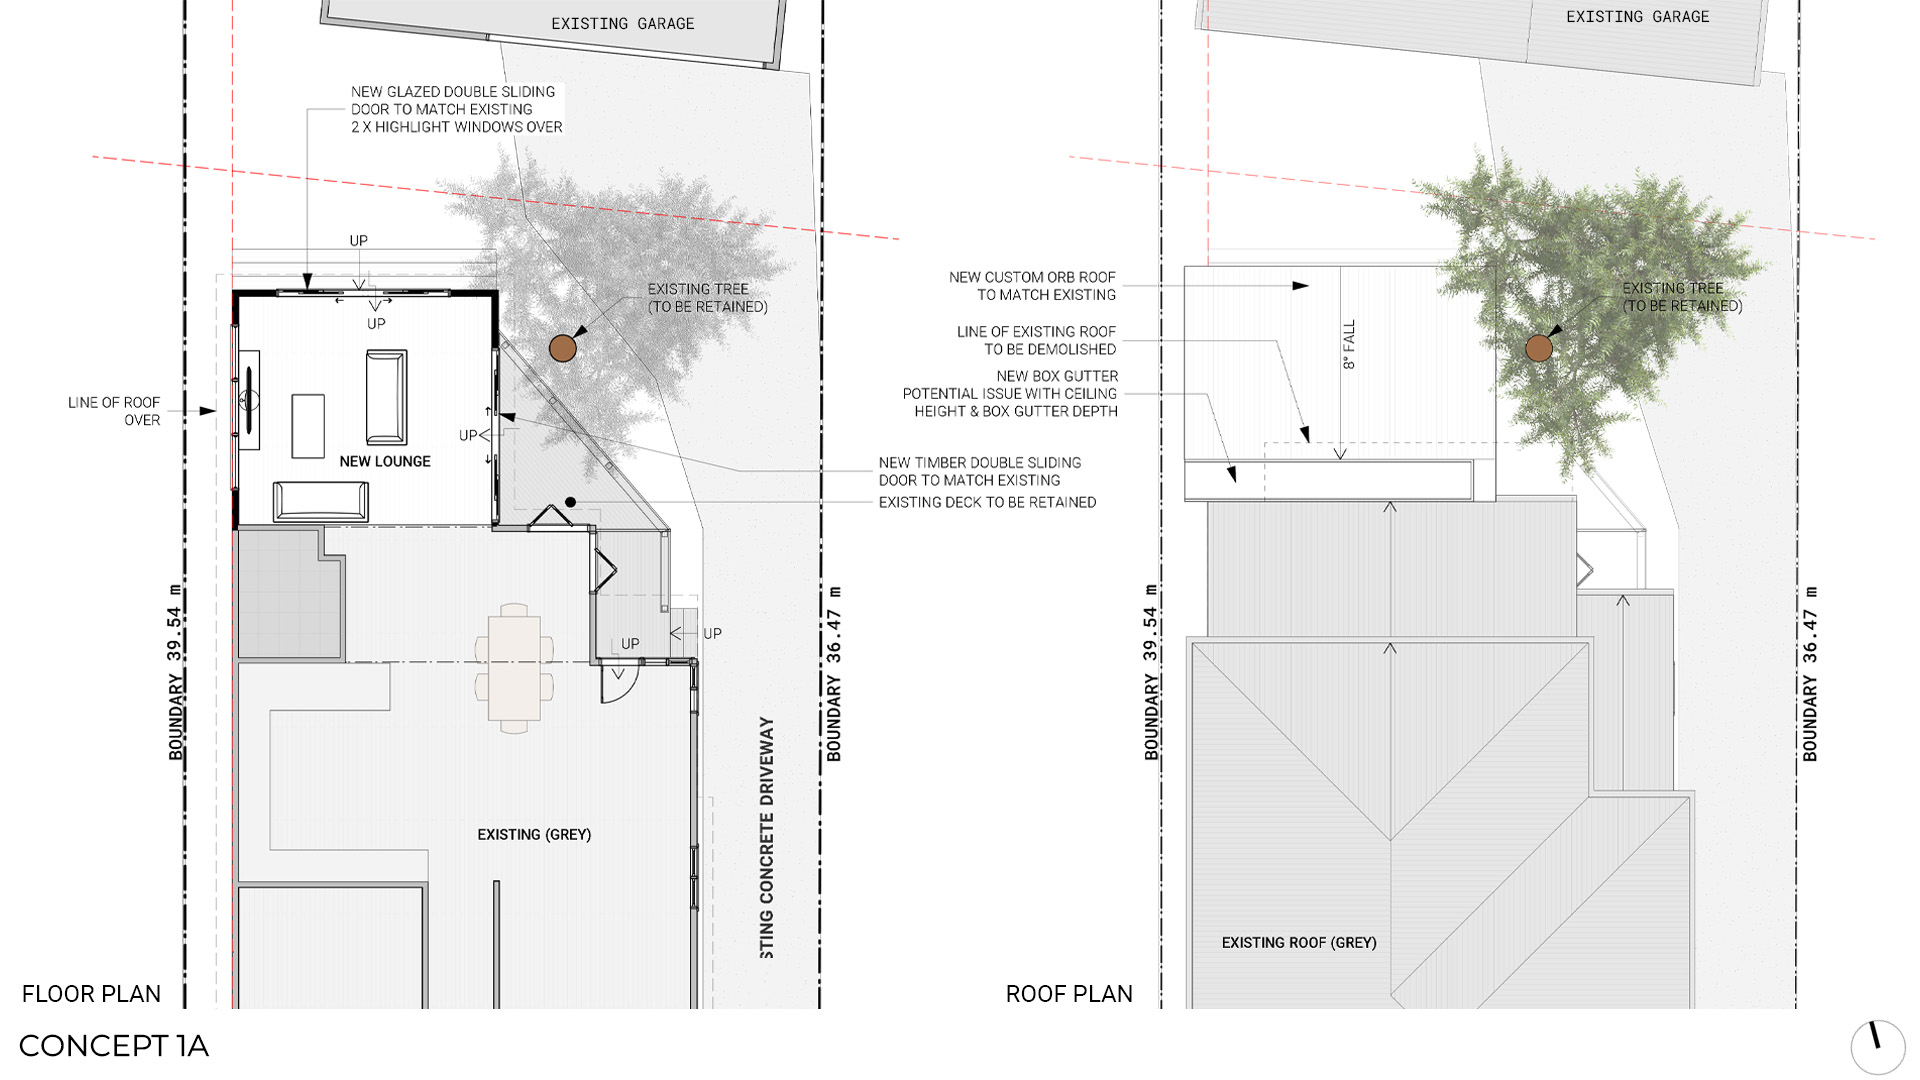 EXISTING GARAGE
NEW GLAZED DOUBLE SLIDING
DOOR TO MATCH EXISTING
2 X HIGHLIGHT WINDOWS OVER
UP
UP
EXISTING TREE
(TO BE RETAINED)
LINE OF ROOF
OVER
UP
NEW LOUNGE
NEW TIMBER DOUBLE SLIDING
DOOR TO MATCH EXISTING
EXISTING DECK TO BE RETAINED
UP
UP
BOUNDARY 39.54 m
BOUNDARY 36.47 m
STING CONCRETE DRIVEWAY
EXISTING (GREY)
FLOOR PLAN
EXISTING GARAGE
NEW CUSTOM ORB ROOF
TO MATCH EXISTING
LINE OF EXISTING ROOF
TO BE DEMOLISHED
NEW BOX GUTTER
POTENTIAL ISSUE WITH CEILING
HEIGHT & BOX GUTTER DEPTH
8° FALL
EXISTING TREE
(TO BE RETAINED)
BOUNDARY 39.54 m
BOUNDARY 36.47 m
EXISTING ROOF (GREY)
ROOF PLAN
CONCEPT 1A